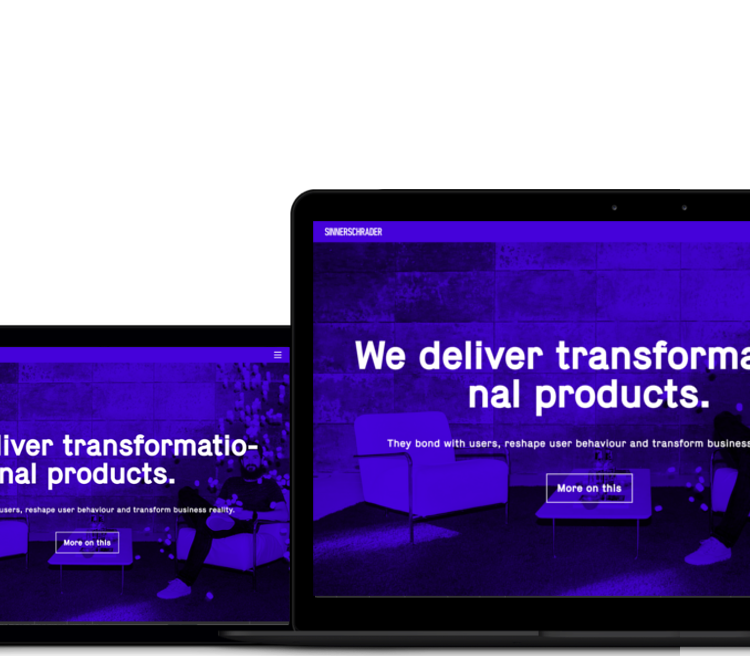 SINNERSCHRADER
We deliver transforma
nal products.
They bond with users, reshape user behaviour and transform business
More on this
liver transformatio-
nal products.
users, reshape user behaviour and transform business reality.
More on this